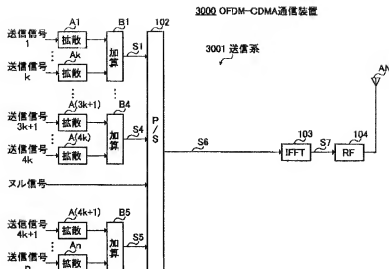 3000 OFDM-CDMA通信装置
3001 送信系
A1
B1
102
送信信号
1
拡散
Ak
加算
S1
送信信号
k
拡散
A(3k+1)
B4
送信信号
3k+1
拡散
A(4k)
加算
S4
送信信号
4k
拡散
P/S
S6
103
IFFT
S7
104
RF
AN
ヌル信号
A(4k+1)
B5
送信信号
4k+1
拡散
An
加算
S5
送信信号
n
拡散